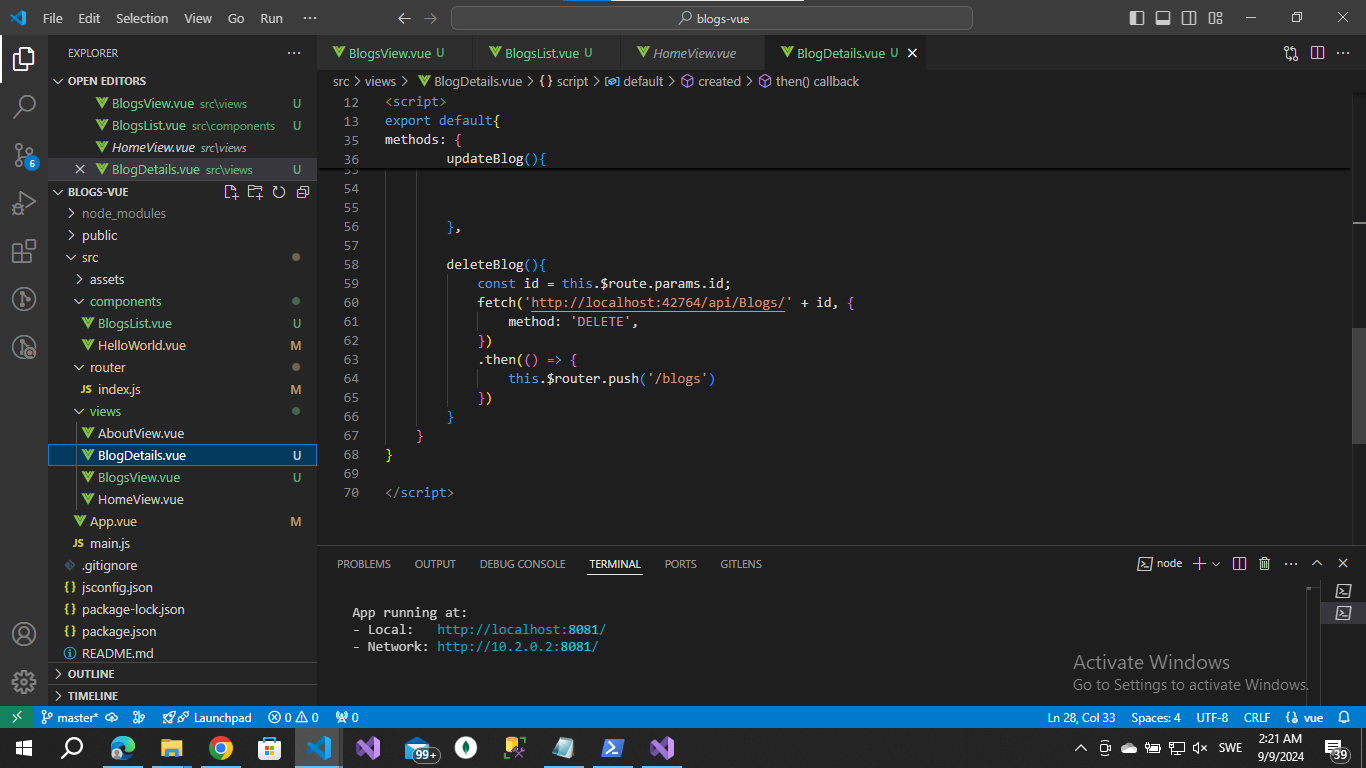 File Edit Selection View Go Run ··· blogs-vue
EXPLORER ···
OPEN EDITORS
BlogsView.vue src\views U
BlogsList.vue src\components U
HomeView.vue src\views
BlogDetails.vue src\views U
BLOGS-VUE
node_modules
public
src
assets
components
BlogsList.vue U
HelloWorld.vue M
router
JS index.js M
views
AboutView.vue
BlogDetails.vue U
BlogsView.vue U
HomeView.vue
App.vue M
JS main.js
.gitignore
{} jsconfig.json
{} package-lock.json
{} package.json
README.md
OUTLINE
TIMELINE
6
BlogsView.vue U BlogsList.vue U HomeView.vue BlogDetails.vue U
src > views > BlogDetails.vue > {} script > default > created > then() callback
12 <script>
13 export default{
35 methods: {
36 updateBlog(){
53
54
55
56 },
57
58 deleteBlog(){
59 const id = this.$route.params.id;
60 fetch('http://localhost:42764/api/Blogs/' + id, {
61 method: 'DELETE',
62 })
63 .then(() => {
64 this.$router.push('/blogs')
65 })
66 }
67 }
68 }
69
70 </script>
PROBLEMS OUTPUT DEBUG CONSOLE TERMINAL PORTS GITLENS node
App running at:
- Local: http://localhost:8081/
- Network: http://10.2.0.2:8081/
Activate Windows
Go to Settings to activate Windows.
master* Launchpad 0 0 0 Ln 28, Col 33 Spaces: 4 UTF-8 CRLF vue
99+ SWE 2:21 AM
9/9/2024
39